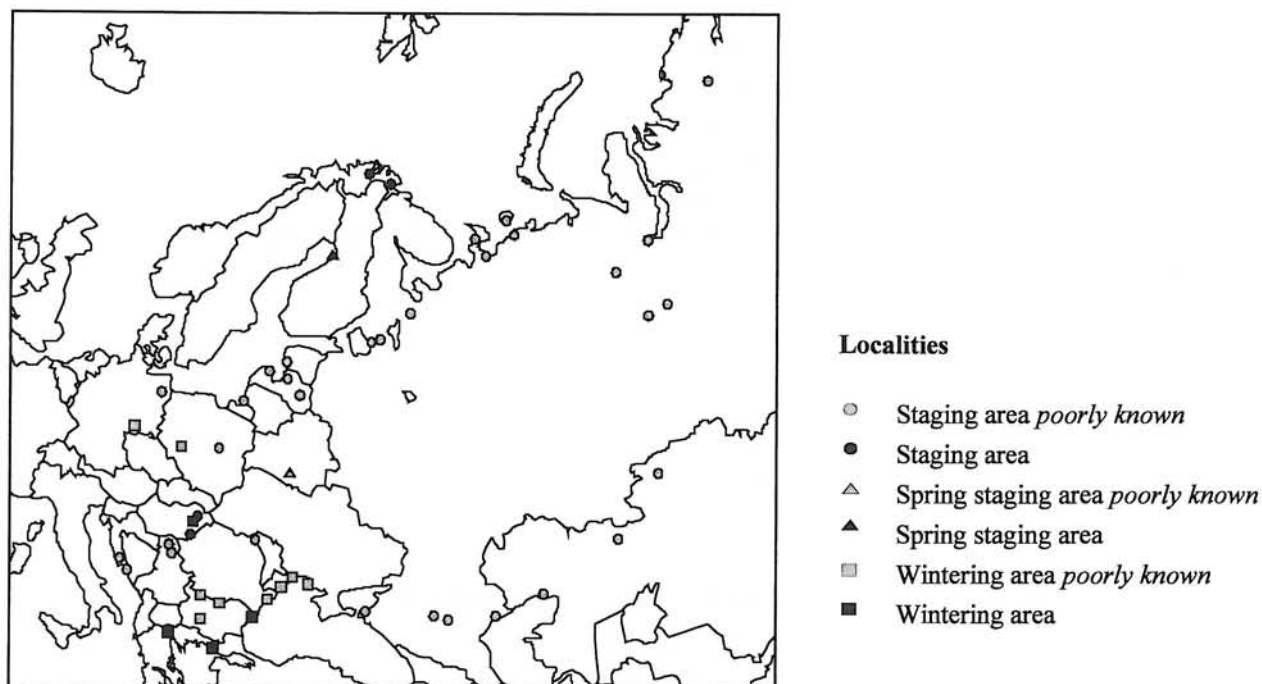 Localities
Staging area poorly known
Staging area
Spring staging area poorly known
Spring staging area
Wintering area poorly known
Wintering area